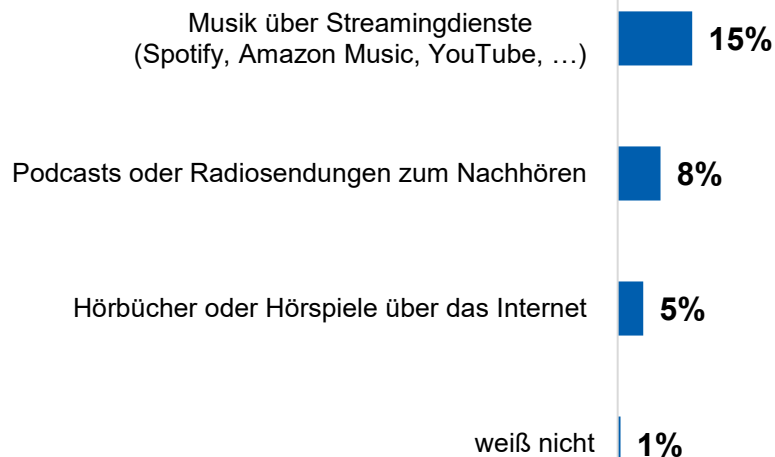 Musik über Streamingdienste
(Spotify, Amazon Music, YouTube, …)
15%
Podcasts oder Radiosendungen zum Nachhören
8%
Hörbücher oder Hörspiele über das Internet
5%
weiß nicht
1%